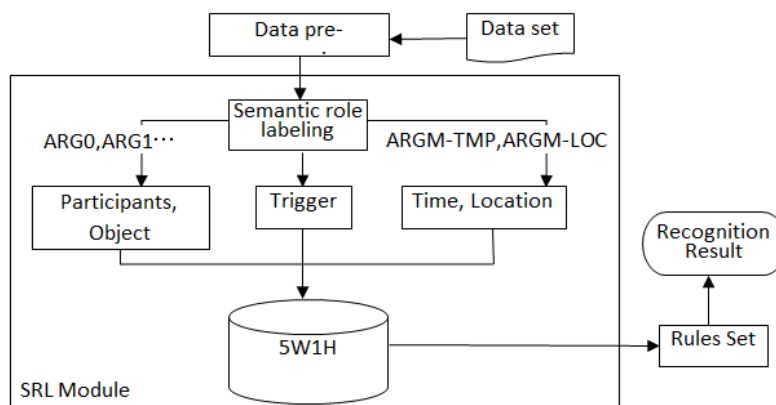 Data pre-
Data set
Semantic role
labeling
ARG0,ARG1···
ARGM-TMP,ARGM-LOC
Participants,
Object
Trigger
Time, Location
Recognition
Result
5W1H
Rules Set
SRL Module